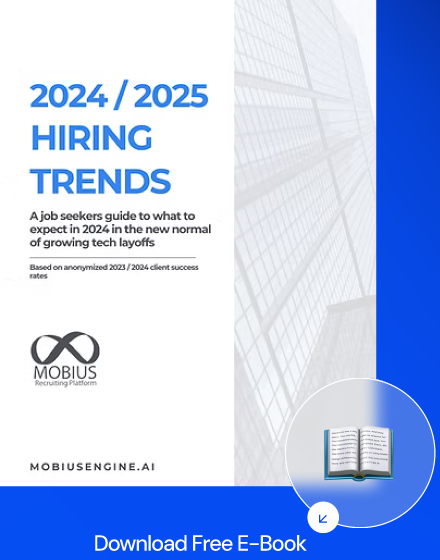 2024 / 2025
HIRING
TRENDS
A job seekers guide to what to
expect in 2024 in the new normal
of growing tech layoffs
Based on anonymized 2023 / 2024 client success
rates
MOBIUS
Recruiting Platform
MOBIUSENGINE.AI
Download Free E-Book